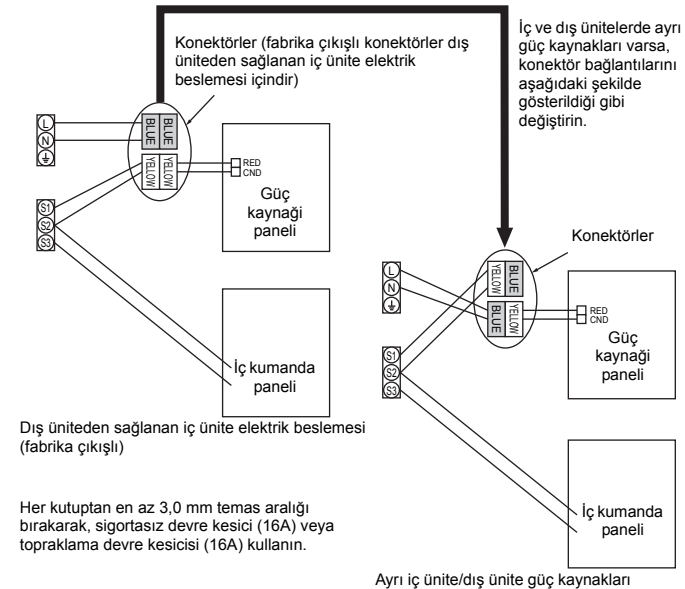 Konektörler (fabrika çıkışlı konektörler dış
üniteden sağlanan iç ünite elektrik
beslemesi içindir)
İç ve dış ünitelerde ayrı
güç kaynakları varsa,
konektör bağlantılarını
aşağıdaki şekilde
gösterildiği gibi
değiştirin.
L
N
BLUE
BLUE
YELLOW
YELLOW
RED
CND
Güç
kaynaği
paneli
S1
S2
S3
İç kumanda
paneli
Dış üniteden sağlanan iç ünite elektrik beslemesi
(fabrika çıkışlı)
Konektörler
L
N
YELLOW
BLUE
BLUE
YELLOW
RED
CND
Güç
kaynaği
paneli
S1
S2
S3
İç kumanda
paneli
Her kutuptan en az 3,0 mm temas aralığı
bırakarak, sigortasız devre kesici (16A) veya
topraklama devre kesicisi (16A) kullanın.
Ayrı iç ünite/dış ünite güç kaynakları